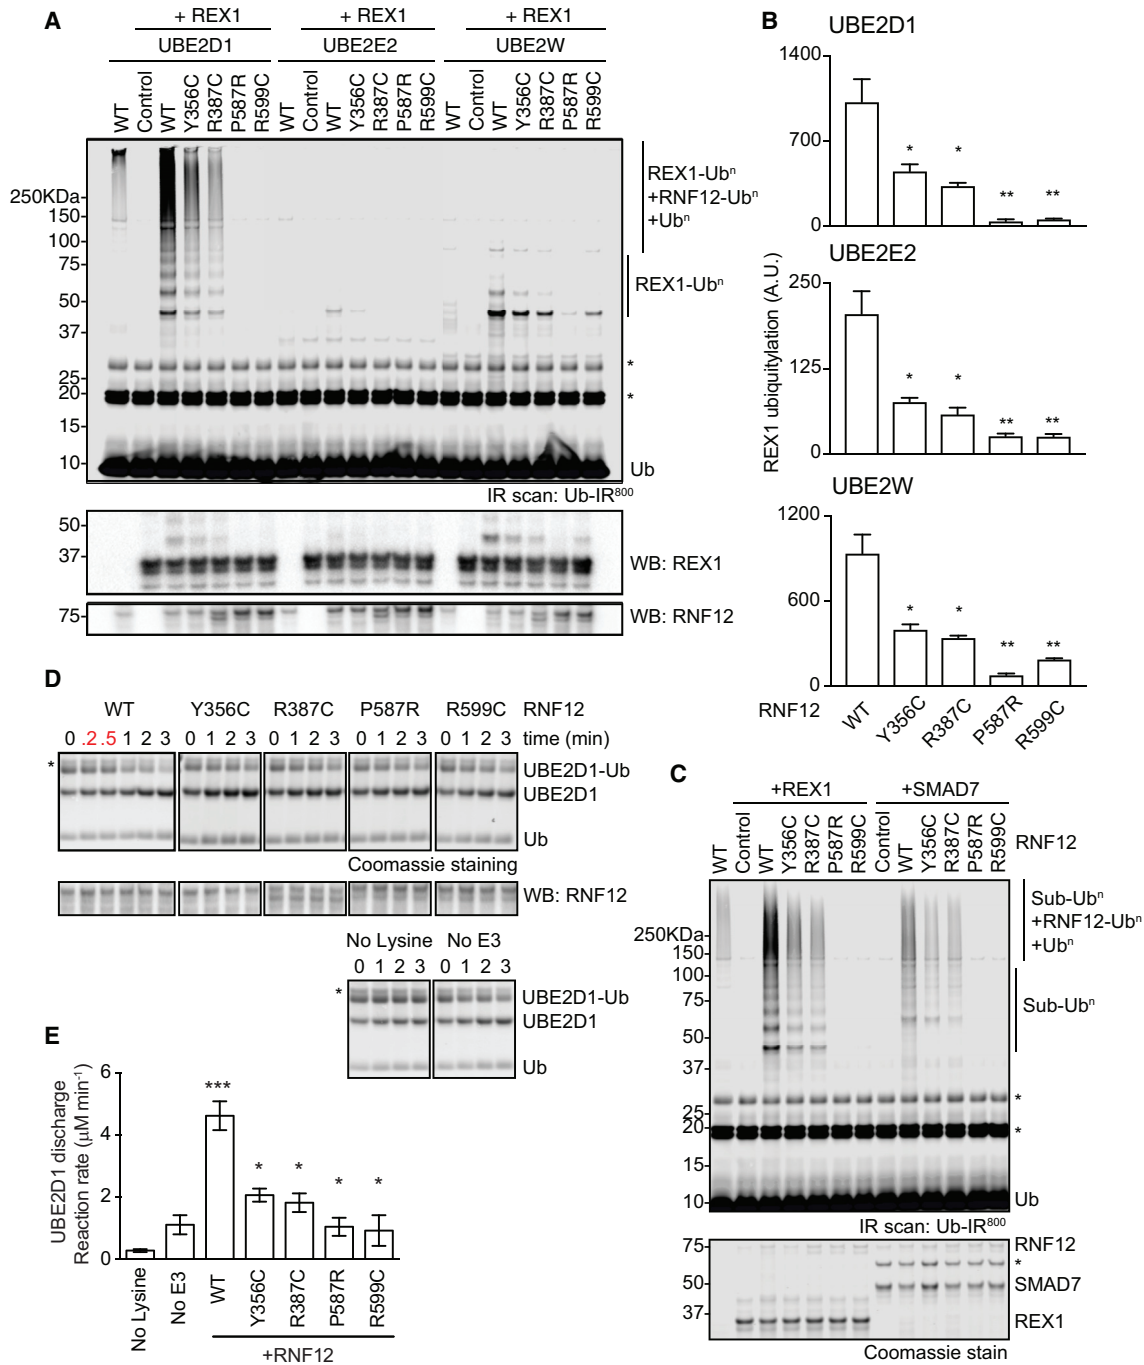 A
+ REX1
+ REX1
+ REX1
UBE2D1
UBE2E2
UBE2W
WT
Control
WT
Y356C
R387C
P587R
R599C
WT
Control
WT
Y356C
R387C
P587R
R599C
WT
Control
WT
Y356C
R387C
P587R
R599C
250KDa
150
100
75
50
37
25
20
15
10
REX1-Ubⁿ
+RNF12-Ubⁿ
+Ubⁿ
REX1-Ubⁿ
*
*
Ub
IR scan: Ub-IR⁸⁰⁰
50
37
WB: REX1
75
WB: RNF12
B
UBE2D1
1400
700
0
* * ** **
UBE2E2
250
125
0
* * ** **
UBE2W
1200
600
0
* * ** **
REX1 ubiquitylation (A.U.)
RNF12
WT
Y356C
R387C
P587R
R599C
D
WT Y356C R387C P587R R599C RNF12
0 .2 .5 1 2 3 0 1 2 3 0 1 2 3 0 1 2 3 0 1 2 3 time (min)
*
UBE2D1-Ub
UBE2D1
Ub
Coomassie staining
WB: RNF12
No Lysine No E3
0 1 2 3 0 1 2 3
*
UBE2D1-Ub
UBE2D1
Ub
E
UBE2D1 discharge
Reaction rate (μM min⁻¹)
6
4
2
0
*** * * * *
No Lysine
No E3
WT
Y356C
R387C
P587R
R599C
+RNF12
C
+REX1
+SMAD7
WT
Control
WT
Y356C
R387C
P587R
R599C
Control
WT
Y356C
R387C
P587R
R599C
RNF12
250KDa
150
100
75
50
37
25
20
15
10
Sub-Ubⁿ
+RNF12-Ubⁿ
+Ubⁿ
Sub-Ubⁿ
*
*
Ub
IR scan: Ub-IR⁸⁰⁰
75
50
37
RNF12
*
SMAD7
REX1
Coomassie stain